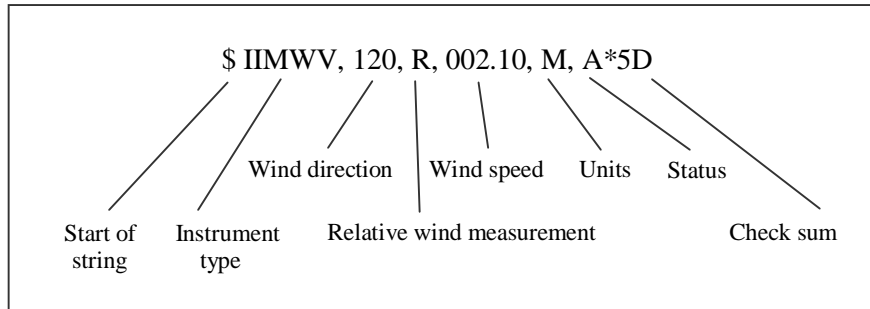 $ IIMWV, 120, R, 002.10, M, A*5D
Wind direction Wind speed Units Status
Start of string Instrument type Relative wind measurement Check sum